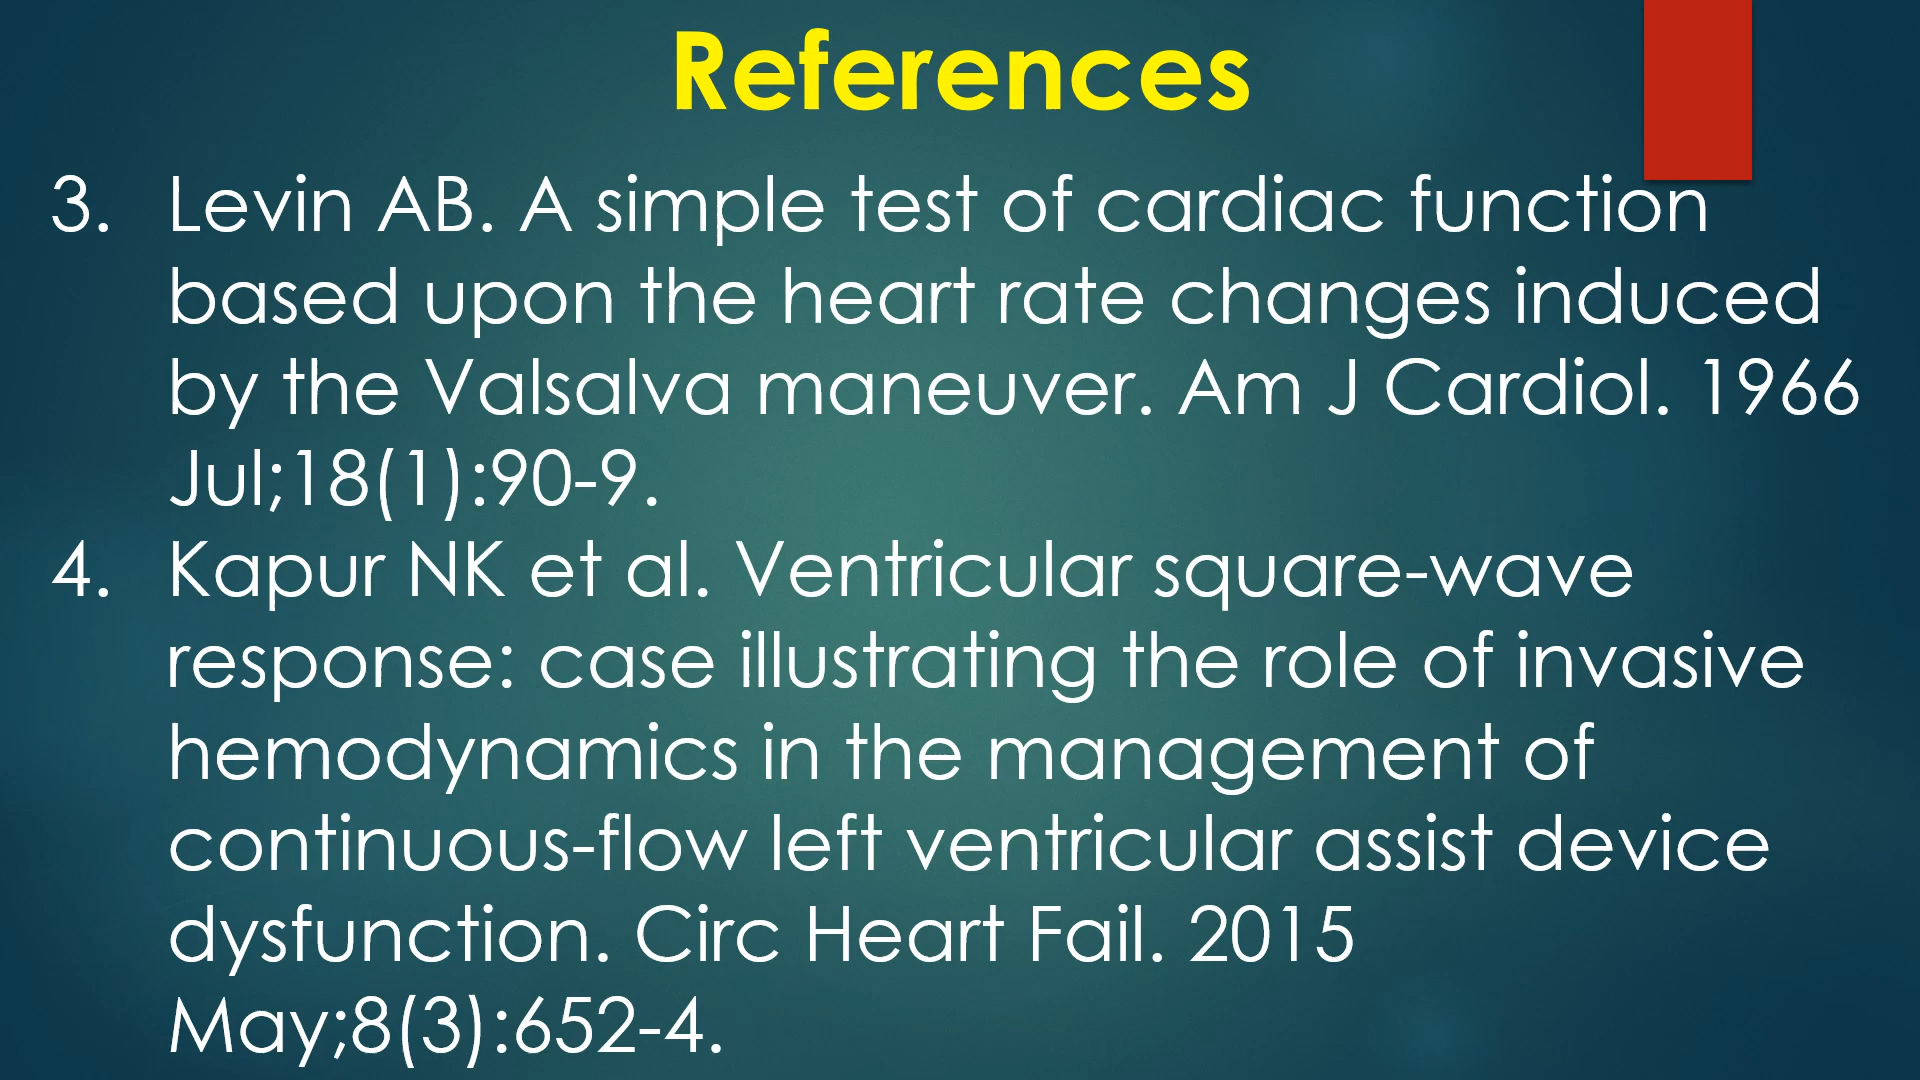 References
3. Levin AB. A simple test of cardiac function
based upon the heart rate changes induced
by the Valsalva maneuver. Am J Cardiol. 1966
Jul;18(1):90-9.
4. Kapur NK et al. Ventricular square-wave
response: case illustrating the role of invasive
hemodynamics in the management of
continuous-flow left ventricular assist device
dysfunction. Circ Heart Fail. 2015
May;8(3):652-4.